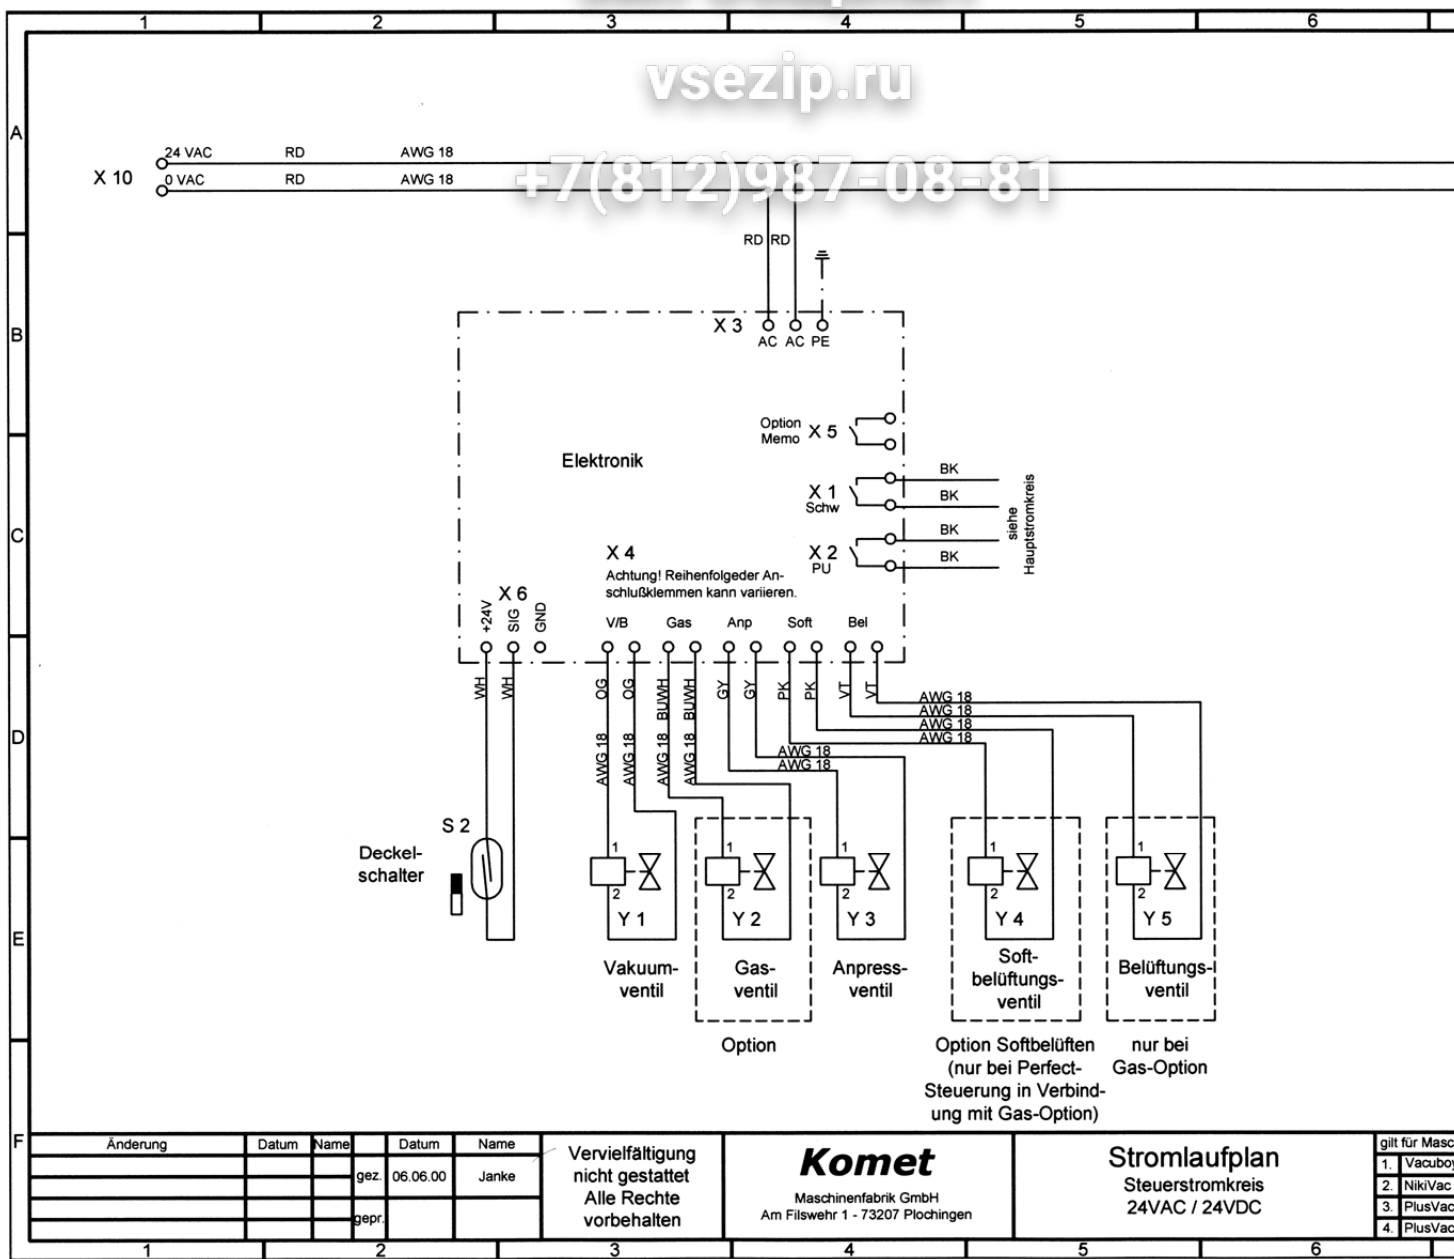 1 2 3 4 5 6
vsezip.ru
+7(812)987-08-81
A
24 VAC RD AWG 18
X 10
0 VAC RD AWG 18
RD RD
B
X 3
AC AC PE
Option
Memo
X 5
Elektronik
X 1
Schw
BK
BK
siehe
Hauptstromkreis
C
X 2
PU
BK
BK
X 4
Achtung! Reihenfolgeder An-
schlußklemmen kann variieren.
X 6
+24V SIG GND
V/B Gas Anp Soft Bel
WH WH OG OG BUWH BUWH GY GY PK PK VT VT
AWG 18
AWG 18
AWG 18
AWG 18
D
AWG 18 AWG 18 AWG 18 AWG 18
AWG 18
AWG 18
S 2
Deckel-
schalter
1 1 1 1 1
2 2 2 2 2
E
Y 1 Y 2 Y 3 Y 4 Y 5
Vakuum-
ventil
Gas-
ventil
Anpress-
ventil
Soft-
belüftungs-
ventil
Belüftungs-
ventil
Option
Option Softbelüften
(nur bei Perfect-
Steuerung in Verbind-
ung mit Gas-Option)
nur bei
Gas-Option
F
Änderung Datum Name Datum Name
gez. 06.06.00 Janke
gepr.
Vervielfältigung
nicht gestattet
Alle Rechte
vorbehalten
Komet
Maschinenfabrik GmbH
Am Filswehr 1 - 73207 Plochingen
Stromlaufplan
Steuerstromkreis
24VAC / 24VDC
gilt für Masc
1. Vacuboy
2. NikiVac
3. PlusVac
4. PlusVac
1 2 3 4 5 6